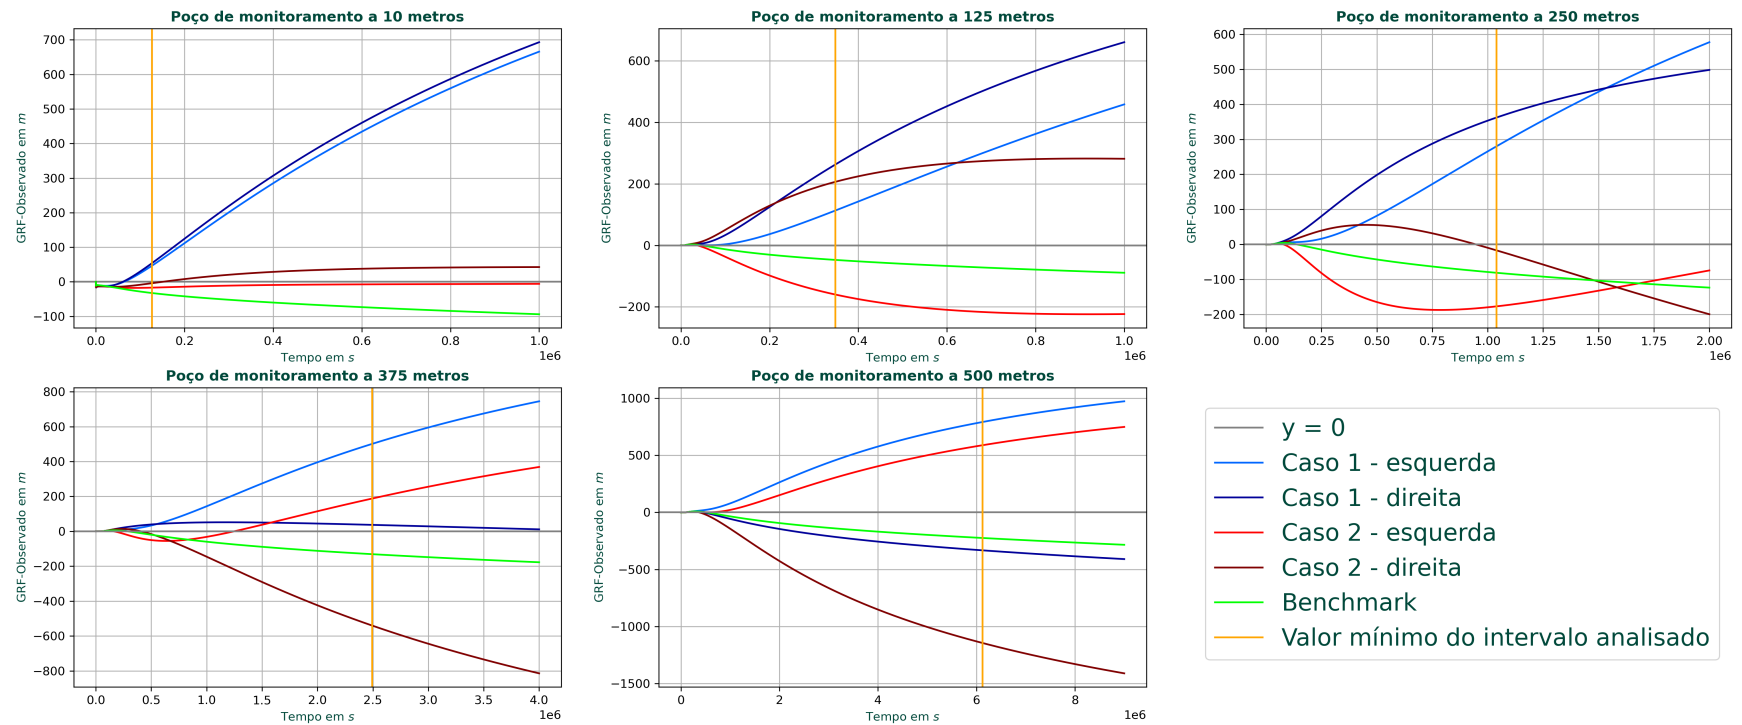 Poço de monitoramento a 10 metros
700
600
500
400
300
200
100
0
−100
GRF-Observado em m
0.0 0.2 0.4 0.6 0.8 1.0
1e6
Tempo em s
Poço de monitoramento a 125 metros
600
400
200
0
−200
GRF-Observado em m
0.0 0.2 0.4 0.6 0.8 1.0
1e6
Tempo em s
Poço de monitoramento a 250 metros
600
500
400
300
200
100
0
−100
−200
GRF-Observado em m
0.00 0.25 0.50 0.75 1.00 1.25 1.50 1.75 2.00
1e6
Tempo em s
Poço de monitoramento a 375 metros
800
600
400
200
0
−200
−400
−600
−800
GRF-Observado em m
0.0 0.5 1.0 1.5 2.0 2.5 3.0 3.5 4.0
1e6
Tempo em s
Poço de monitoramento a 500 metros
1000
500
0
−500
−1000
−1500
GRF-Observado em m
0 2 4 6 8
1e6
Tempo em s
y = 0
Caso 1 - esquerda
Caso 1 - direita
Caso 2 - esquerda
Caso 2 - direita
Benchmark
Valor mínimo do intervalo analisado